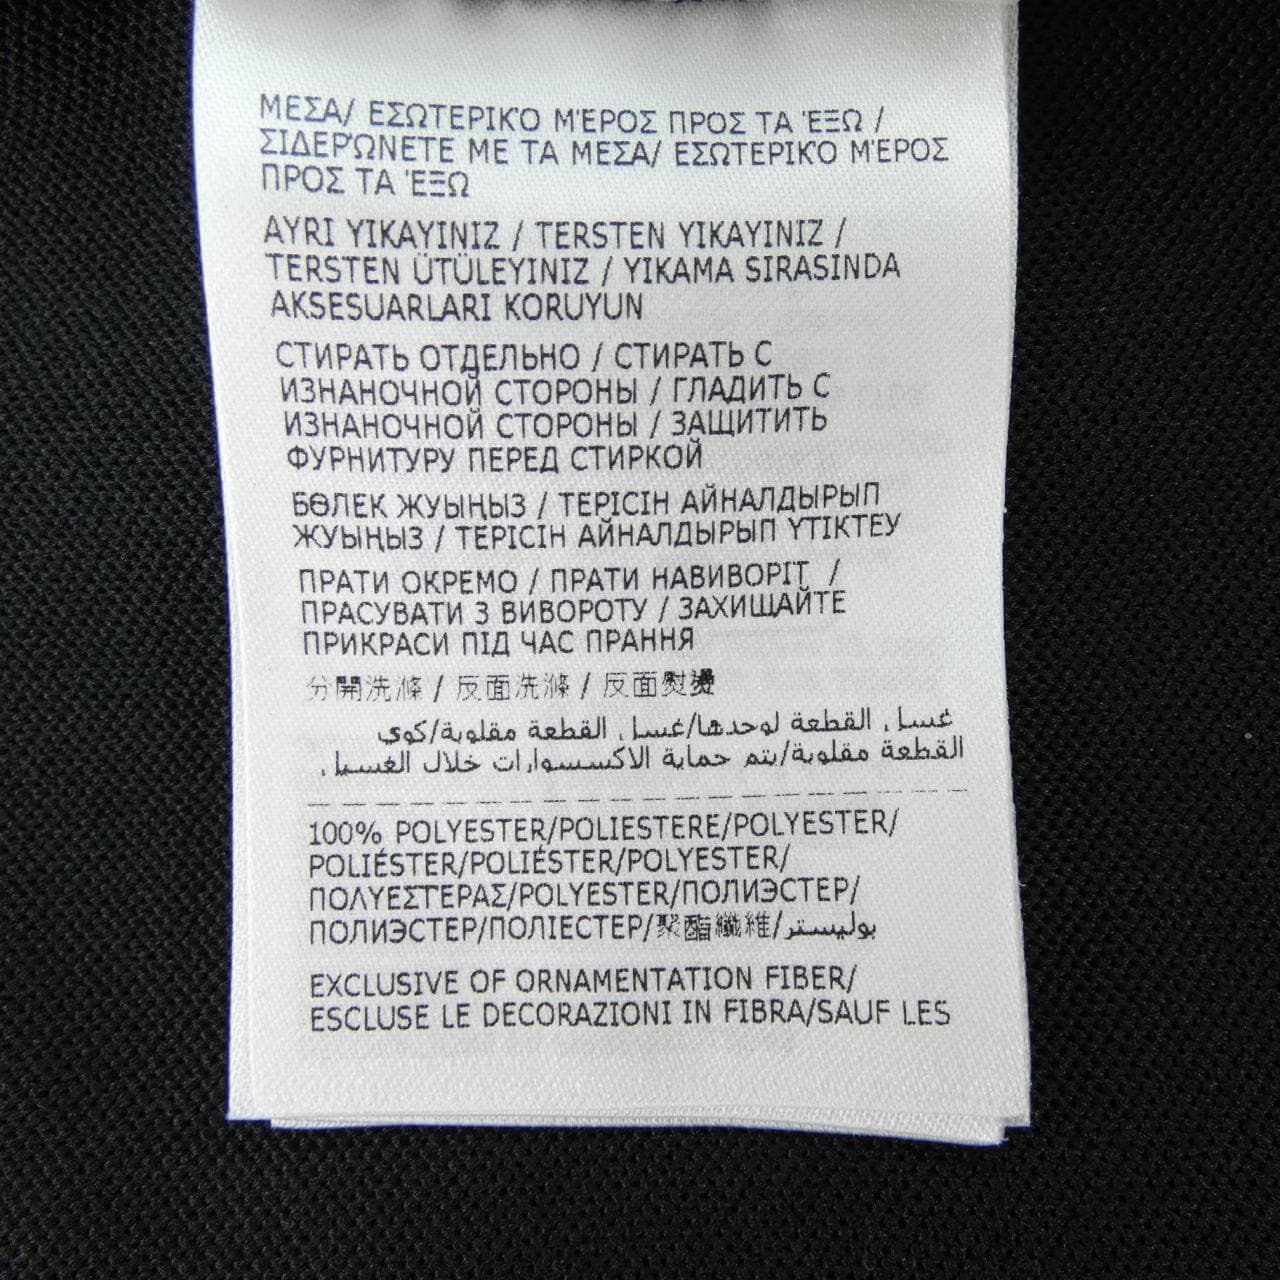 ΜΕΣΑ/ ΕΣΩΤΕΡΙΚΌ ΜΈΡΟΣ ΠΡΟΣ ΤΑ ΈΞΩ /
ΣΙΔΕΡΏΝΕΤΕ ΜΕ ΤΑ ΜΕΣΑ/ ΕΣΩΤΕΡΙΚΌ ΜΈΡΟΣ
ΠΡΟΣ ΤΑ ΈΞΩ
AYRI YIKAYINIZ / TERSTEN YIKAYINIZ /
TERSTEN ÜTÜLEYINIZ / YIKAMA SIRASINDA
AKSESUARLARI KORUYUN
СТИРАТЬ ОТДЕЛЬНО / СТИРАТЬ С
ИЗНАНОЧНОЙ СТОРОНЫ / ГЛАДИТЬ С
ИЗНАНОЧНОЙ СТОРОНЫ / ЗАЩИТИТЬ
ФУРНИТУРУ ПЕРЕД СТИРКОЙ
БӨЛЕК ЖУЫҢЫЗ / ТЕРІСІН АЙНАЛДЫРЫП
ЖУЫҢЫЗ / ТЕРІСІН АЙНАЛДЫРЫП ҮТІКТЕУ
ПРАТИ ОКРЕМО / ПРАТИ НАВИВОРІТ /
ПРАСУВАТИ З ВИВОРОТУ / ЗАХИЩАЙТЕ
ПРИКРАСИ ПІД ЧАС ПРАННЯ
分開洗滌 / 反面洗滌 / 反面熨燙
غسل القطعة لوحدها/غسل القطعة مقلوبة/كوي
القطعة مقلوبة/يتم حماية الاكسسوارات خلال الغسيل.
100% POLYESTER/POLIESTERE/POLYESTER/
POLIÉSTER/POLIÉSTER/POLYESTER/
ΠΟΛΥΕΣΤΕΡΑΣ/POLYESTER/ПОЛИЭСТЕР/
ПОЛИЭСТЕР/ПОЛІЕСТЕР/聚酯纖維/بوليستر
EXCLUSIVE OF ORNAMENTATION FIBER/
ESCLUSE LE DECORAZIONI IN FIBRA/SAUF LES